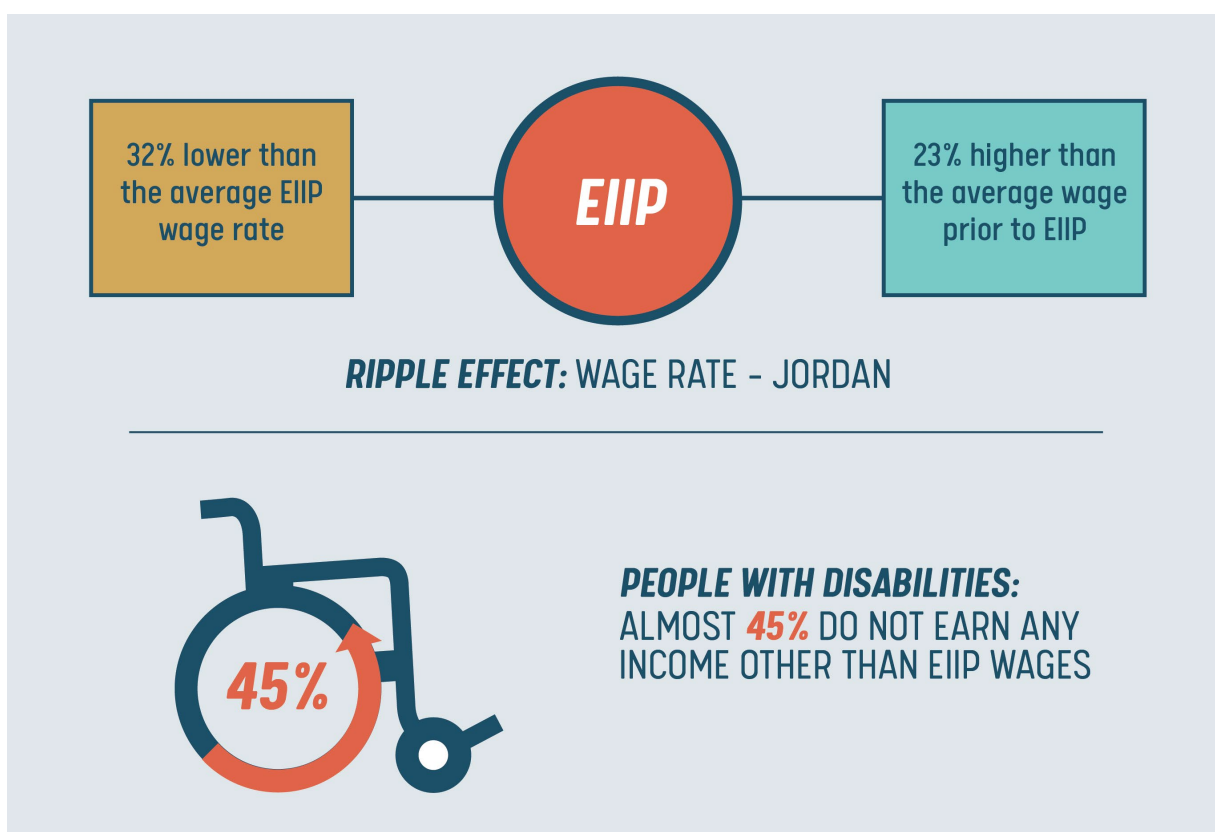 32% lower than
the average EIIP
wage rate
EIIP
23% higher than
the average wage
prior to EIIP
RIPPLE EFFECT: WAGE RATE - JORDAN
45%
PEOPLE WITH DISABILITIES:
ALMOST 45% DO NOT EARN ANY
INCOME OTHER THAN EIIP WAGES